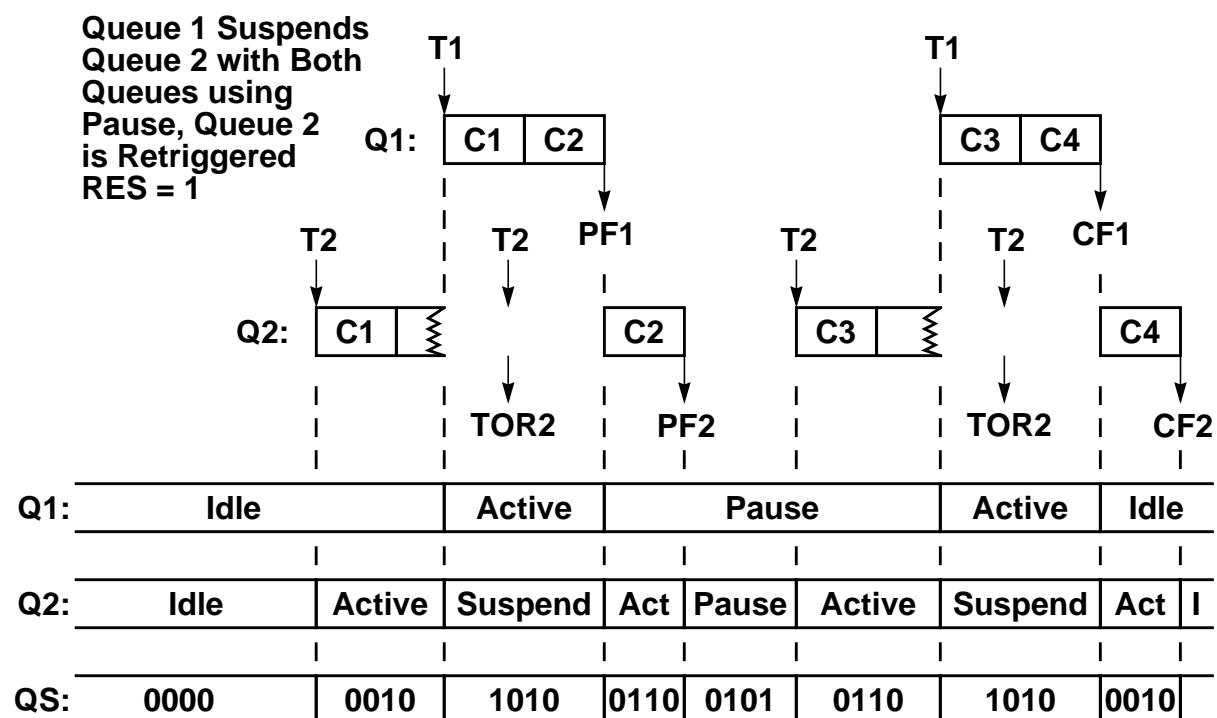 Queue 1 Suspends
Queue 2 with Both
Queues using
Pause, Queue 2
is Retriggered
RES = 1
T1 T1
Q1: C1 C2 C3 C4
T2 T2 PF1 T2 T2 CF1
Q2: C1 C2 C3 C4
TOR2 PF2 TOR2 CF2
Q1: Idle Active Pause Active Idle
Q2: Idle Active Suspend Act Pause Active Suspend Act I
QS: 0000 0010 1010 0110 0101 0110 1010 0010